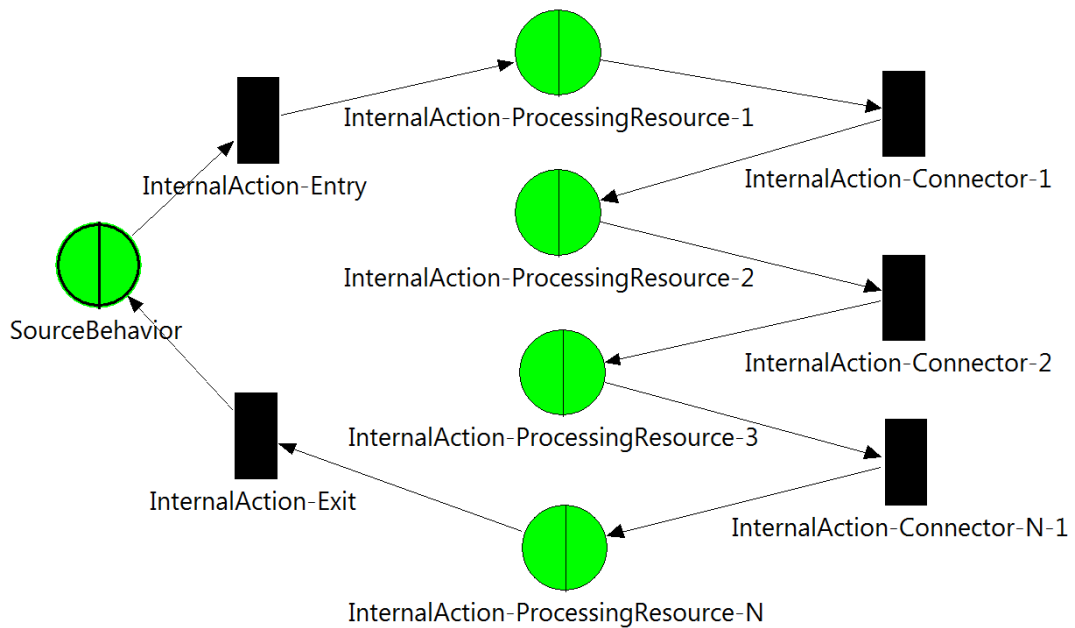 InternalAction-ProcessingResource-1
InternalAction-Entry
InternalAction-Connector-1
InternalAction-ProcessingResource-2
SourceBehavior
InternalAction-Connector-2
InternalAction-ProcessingResource-3
InternalAction-Exit
InternalAction-Connector-N-1
InternalAction-ProcessingResource-N